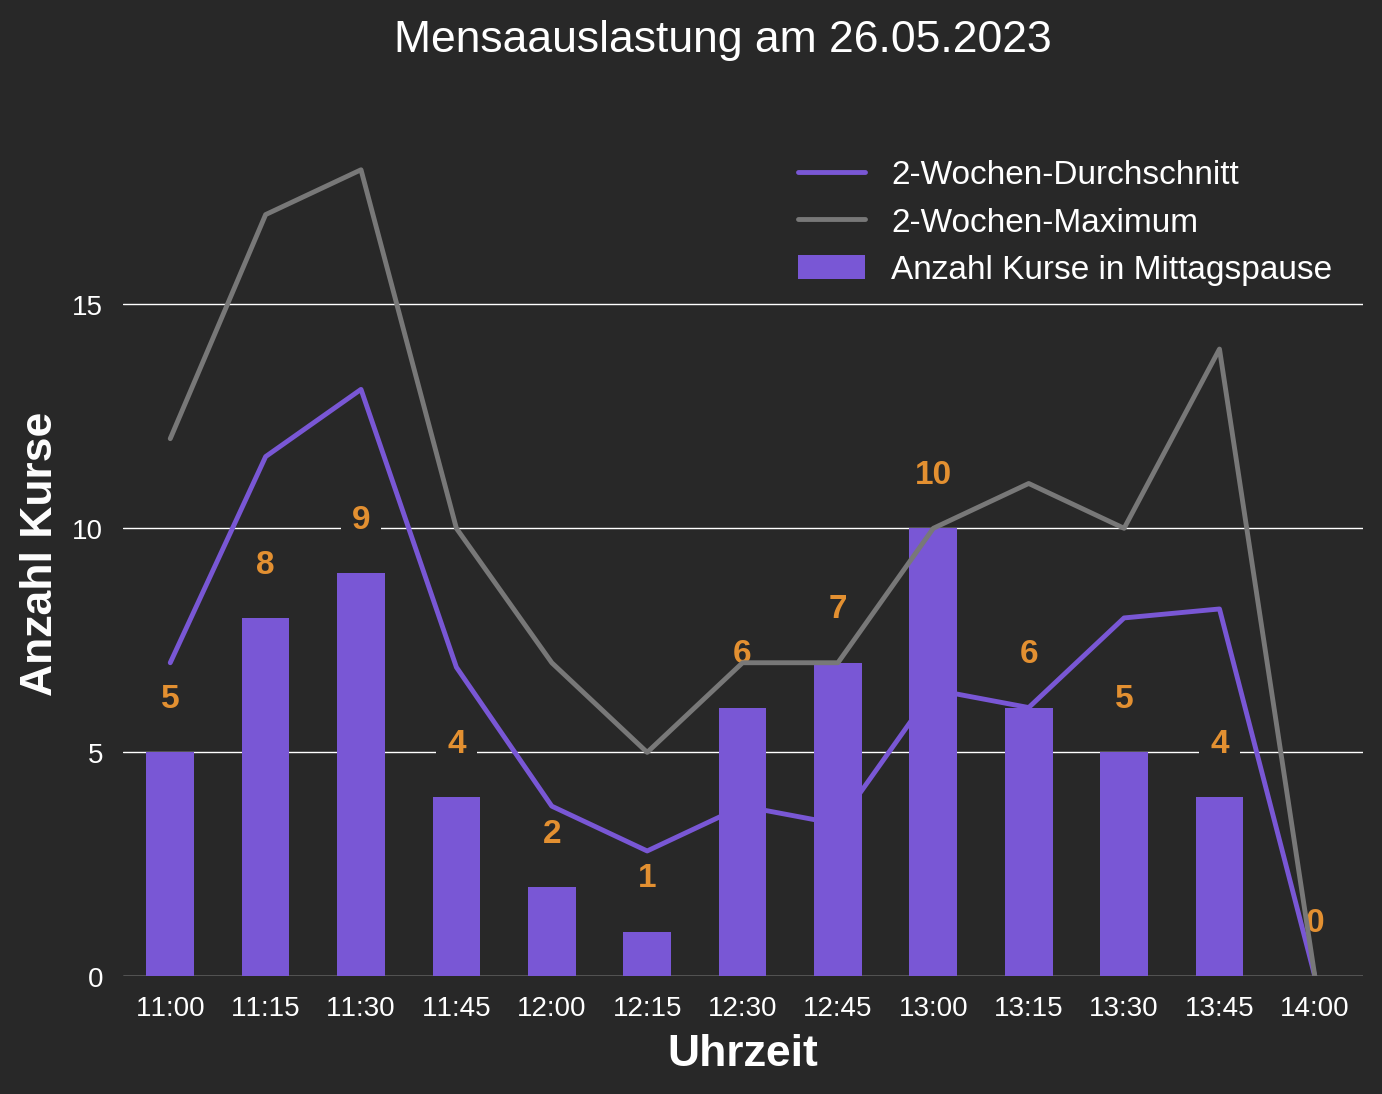 Mensaauslastung am 26.05.2023
2-Wochen-Durchschnitt
2-Wochen-Maximum
Anzahl Kurse in Mittagspause
Anzahl Kurse
15
10
5
0
5
8
9
4
2
1
6
7
10
6
5
4
0
11:00 11:15 11:30 11:45 12:00 12:15 12:30 12:45 13:00 13:15 13:30 13:45 14:00
Uhrzeit